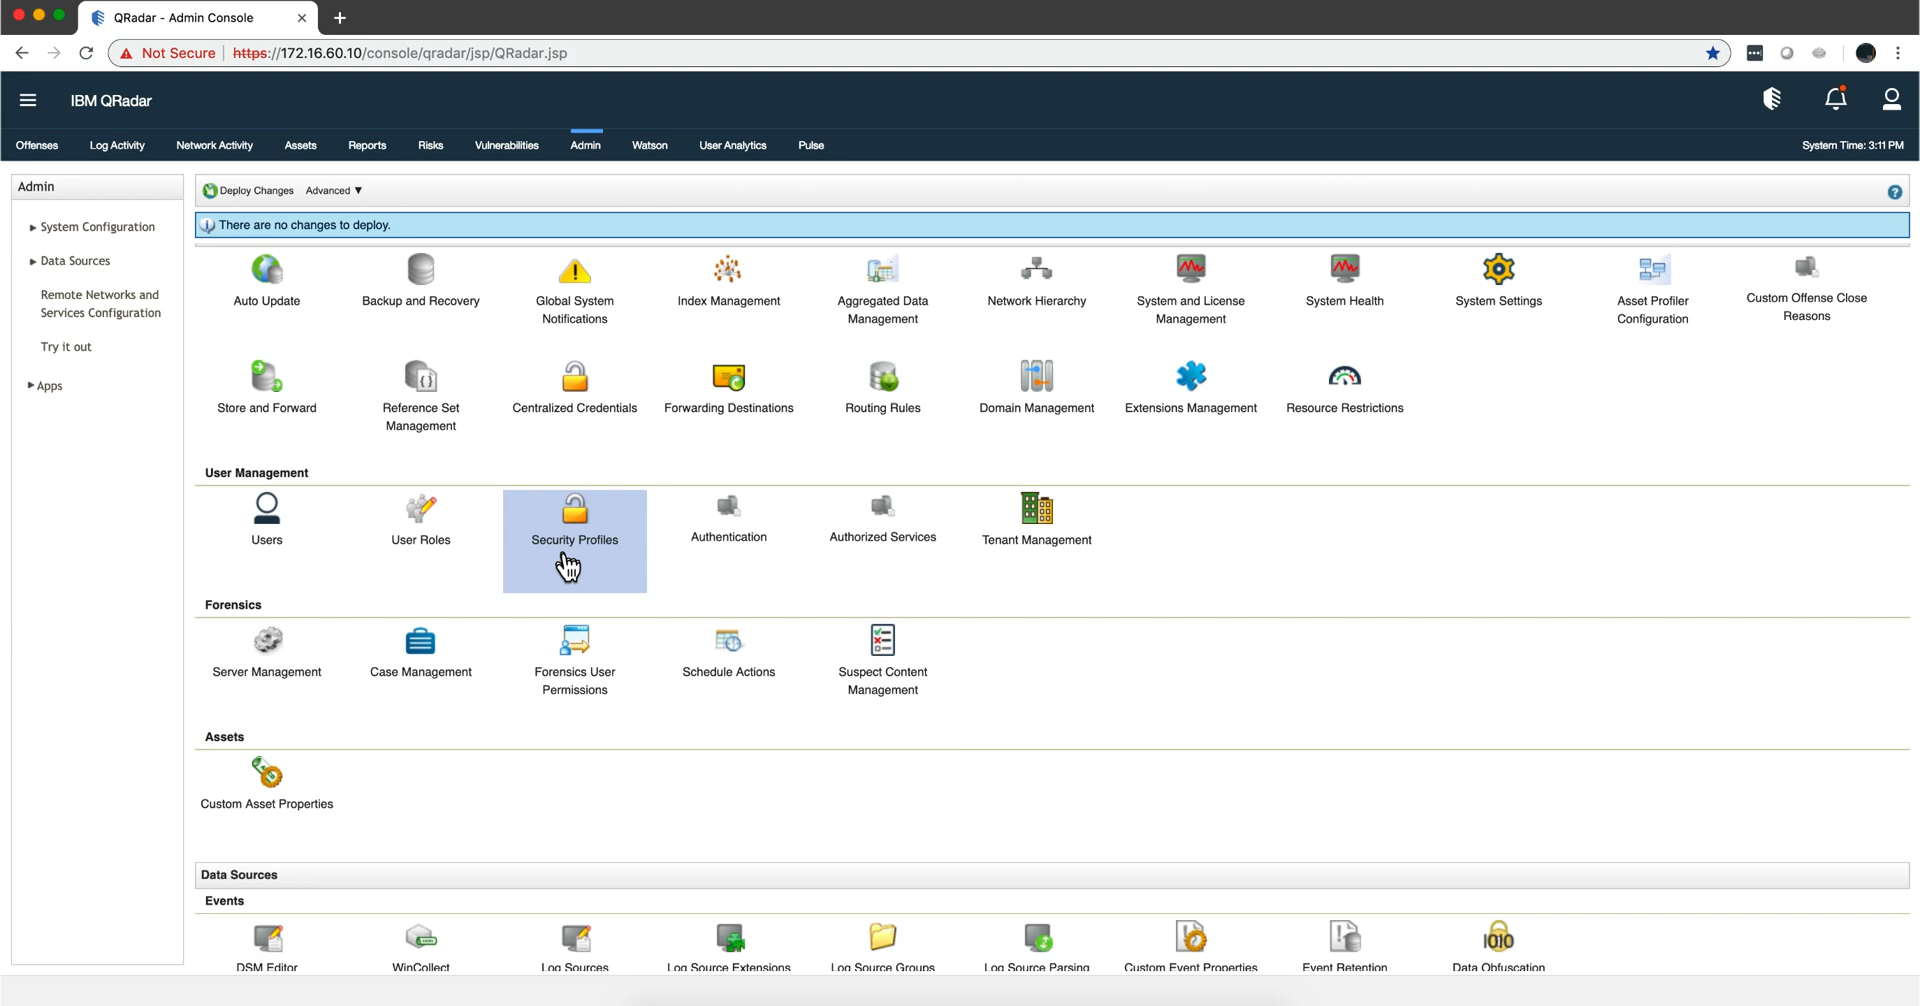 QRadar - Admin Console
Not Secure | https://172.16.60.10/console/qradar/jsp/QRadar.jsp
IBM QRadar
Offenses Log Activity Network Activity Assets Reports Risks Vulnerabilities Admin Watson User Analytics Pulse System Time: 3:11 PM
Admin
System Configuration
Data Sources
Remote Networks and
Services Configuration
Try it out
Apps
Deploy Changes Advanced
There are no changes to deploy.
Auto Update
Backup and Recovery
Global System
Notifications
Index Management
Aggregated Data
Management
Network Hierarchy
System and License
Management
System Health
System Settings
Asset Profiler
Configuration
Custom Offense Close
Reasons
Store and Forward
Reference Set
Management
Centralized Credentials
Forwarding Destinations
Routing Rules
Domain Management
Extensions Management
Resource Restrictions
User Management
Users
User Roles
Security Profiles
Authentication
Authorized Services
Tenant Management
Forensics
Server Management
Case Management
Forensics User
Permissions
Schedule Actions
Suspect Content
Management
Assets
Custom Asset Properties
Data Sources
Events
DSM Editor
WinCollect
Log Sources
Log Source Extensions
Log Source Groups
Log Source Parsing
Custom Event Properties
Event Retention
1010
Data Obfuscation